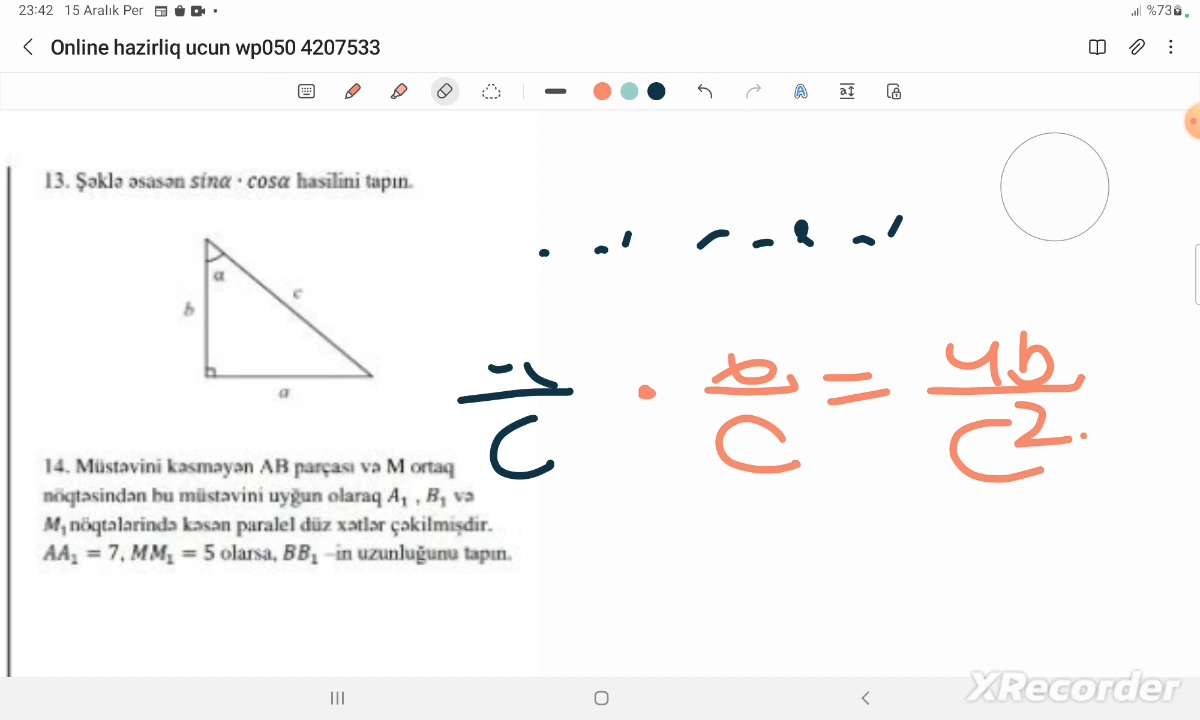 23:42 15 Aralık Per • %73
Online hazirliq ucun wp050 4207533
13. Şəklə əsasən sinα · cosα hasilini tapın.
α
c
b
a
C · b/C = ab/C².
14. Müstəvini kəsməyən AB parçası və M ortaq
nöqtəsindən bu müstəvini uyğun olaraq A₁ , B₁ və
M₁ nöqtələrində kəsən paralel düz xətlər çəkilmişdir.
AA₁ = 7, MM₁ = 5 olarsa, BB₁ –in uzunluğunu tapın.
XRecorder